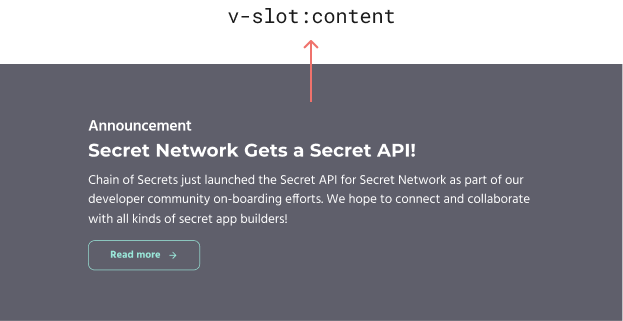 v-slot:content
Announcement
Secret Network Gets a Secret API!
Chain of Secrets just launched the Secret API for Secret Network as part of our
developer community on-boarding efforts. We hope to connect and collaborate
with all kinds of secret app builders!
Read more →